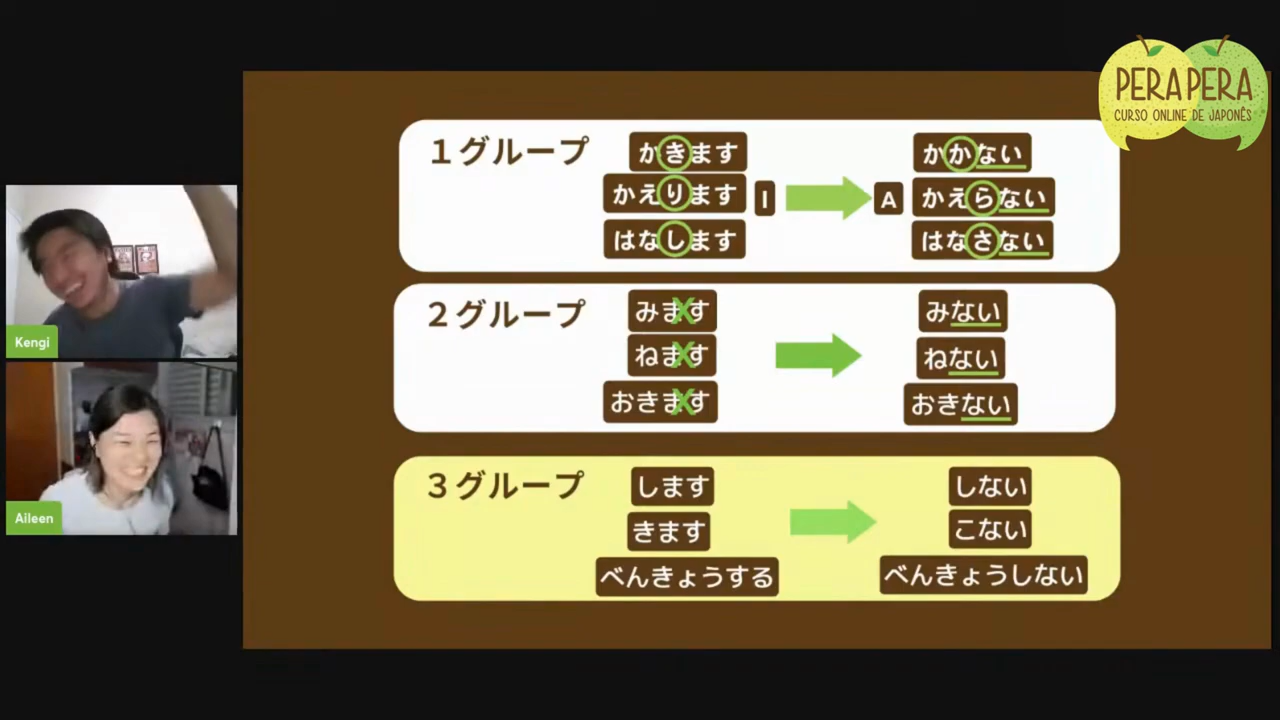 PERA PERA
CURSO ONLINE DE JAPONÊS
１グループ
かきます
かえります
はなします
I
A
かかない
かえらない
はなさない
２グループ
みます
ねます
おきます
みない
ねない
おきない
３グループ
します
きます
べんきょうする
しない
こない
べんきょうしない
Kengi
Aileen